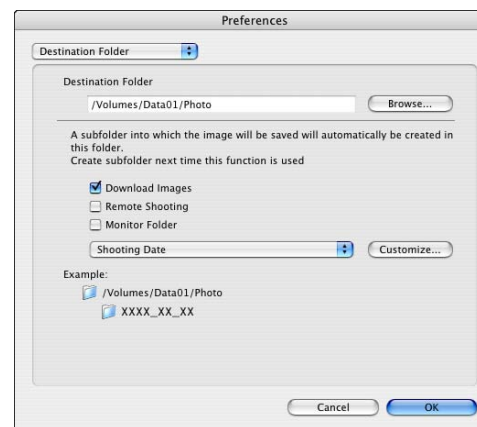 Preferences
Destination Folder
Destination Folder
/Volumes/Data01/Photo
Browse...
A subfolder into which the image will be saved will automatically be created in
this folder.
Create subfolder next time this function is used
Download Images
Remote Shooting
Monitor Folder
Shooting Date
Customize...
Example:
/Volumes/Data01/Photo
XXXX_XX_XX
Cancel
OK